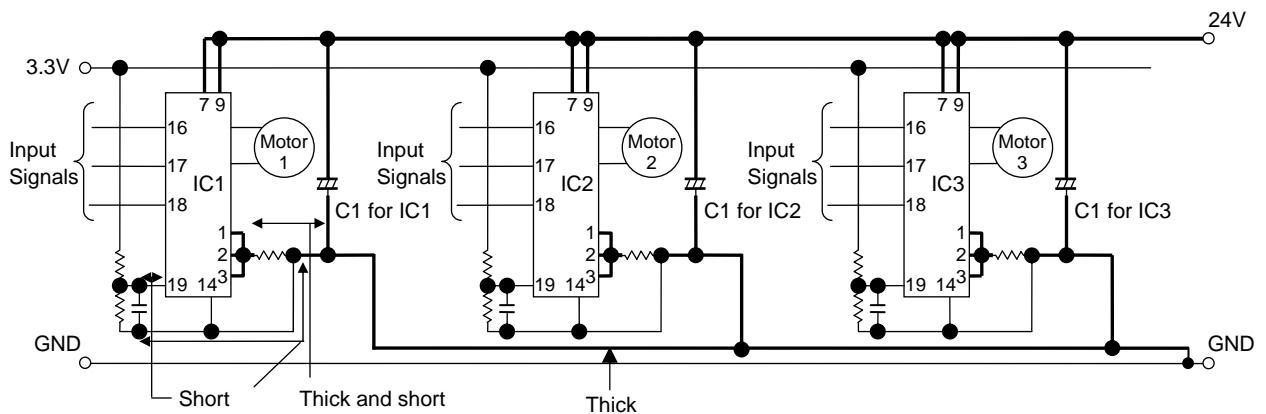 24V
3.3V
7 9
7 9
7 9
Input
Signals
16
17
18
IC1
Motor
1
C1 for IC1
1
2
3
19
14
Input
Signals
16
17
18
IC2
Motor
2
C1 for IC2
1
2
3
19
14
Input
Signals
16
17
18
IC3
Motor
3
C1 for IC3
1
2
3
19
14
GND
GND
Short
Thick and short
Thick